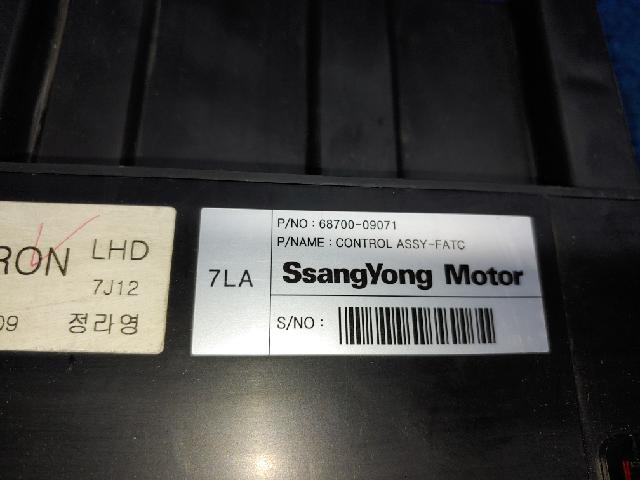 RON LHD
7J12
09 정라영
P/NO : 68700-09071
P/NAME : CONTROL ASSY-FATC
7LA
SsangYong Motor
S/NO :